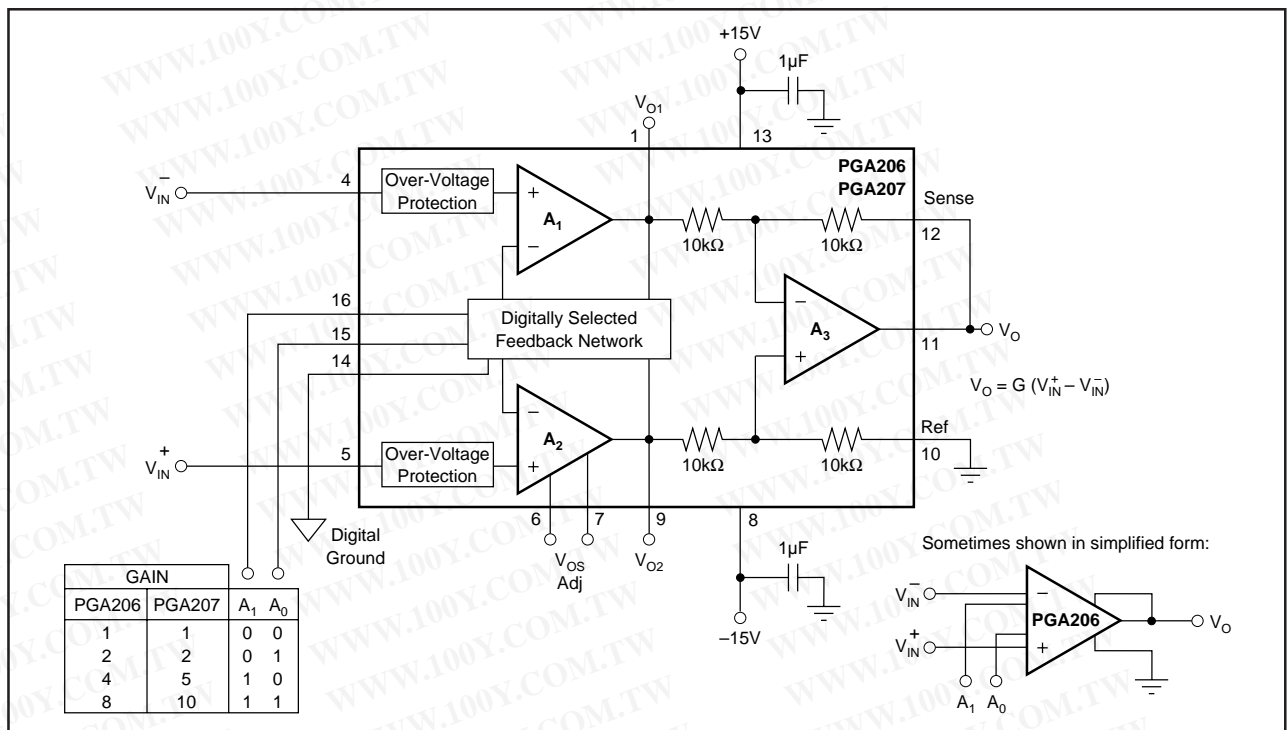 +15V
1µF
V_O1
1
13
PGA206
PGA207
V_IN^–
4
Over-Voltage
Protection
+
A_1
–
10kΩ
10kΩ
Sense
12
16
15
14
Digitally Selected
Feedback Network
–
A_3
+
11
V_O
V_O = G (V_IN^+ – V_IN^–)
–
A_2
+
V_IN^+
5
Over-Voltage
Protection
10kΩ
10kΩ
Ref
10
6
7
9
8
Digital
Ground
V_OS
Adj
V_O2
1µF
–15V
GAIN
PGA206 PGA207 A_1 A_0
1 1 0 0
2 2 0 1
4 5 1 0
8 10 1 1
Sometimes shown in simplified form:
V_IN^–
–
PGA206
V_O
V_IN^+
+
A_1 A_0
WWW.100Y.COM.TW